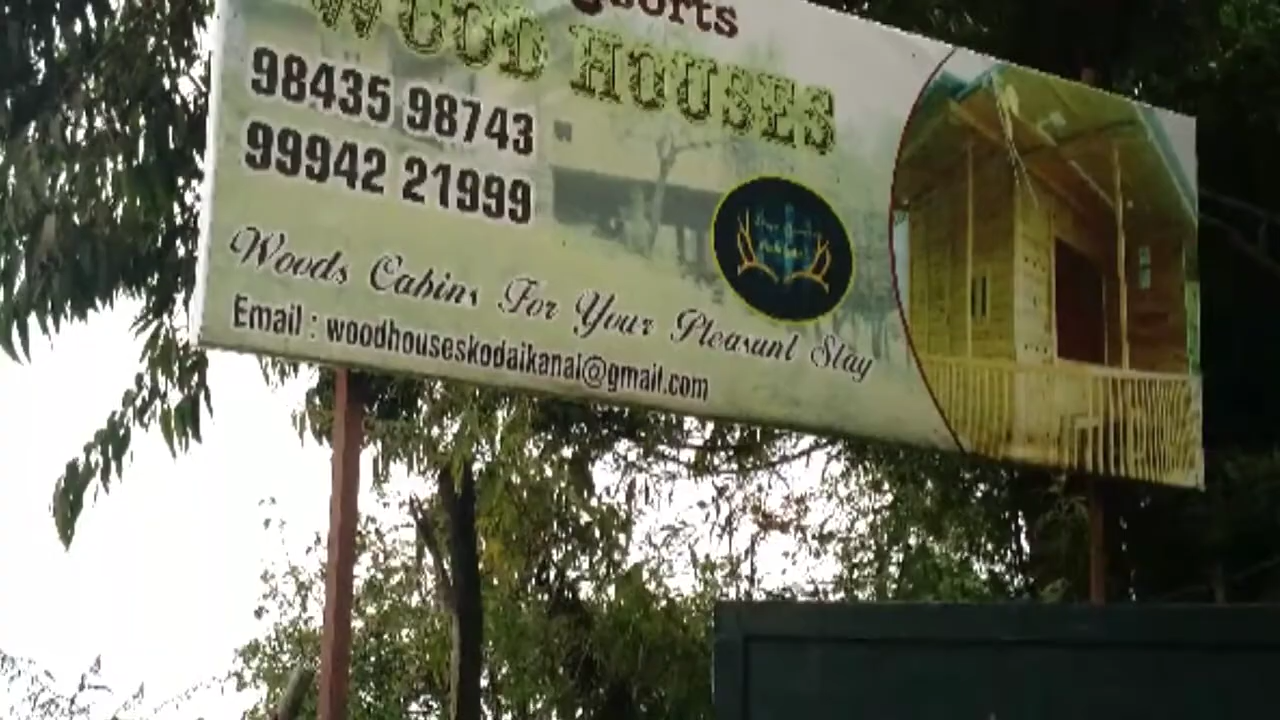 WOOD HOUSES
98435 98743
99942 21999
Woods Cabins For Your Pleasant Stay
Email : woodhouseskodaikanal@gmail.com